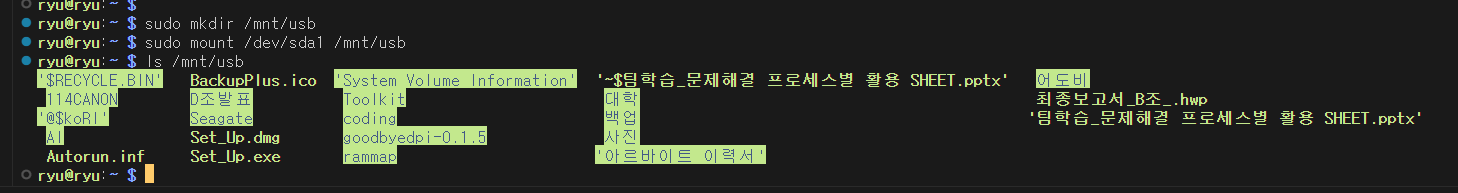 ryu@ryu:~ $
ryu@ryu:~ $ sudo mkdir /mnt/usb
ryu@ryu:~ $ sudo mount /dev/sda1 /mnt/usb
ryu@ryu:~ $ ls /mnt/usb
'$RECYCLE.BIN' BackupPlus.ico 'System Volume Information' '~$팀학습_문제해결 프로세스별 활용 SHEET.pptx' 어도비
114CANON D조발표 Toolkit 대학 최종보고서_B조_.hwp
'@$koRI' Seagate coding 백업 '팀학습_문제해결 프로세스별 활용 SHEET.pptx'
AI Set_Up.dmg goodbyedpi-0.1.5 사진
Autorun.inf Set_Up.exe rammap '아르바이트 이력서'
ryu@ryu:~ $